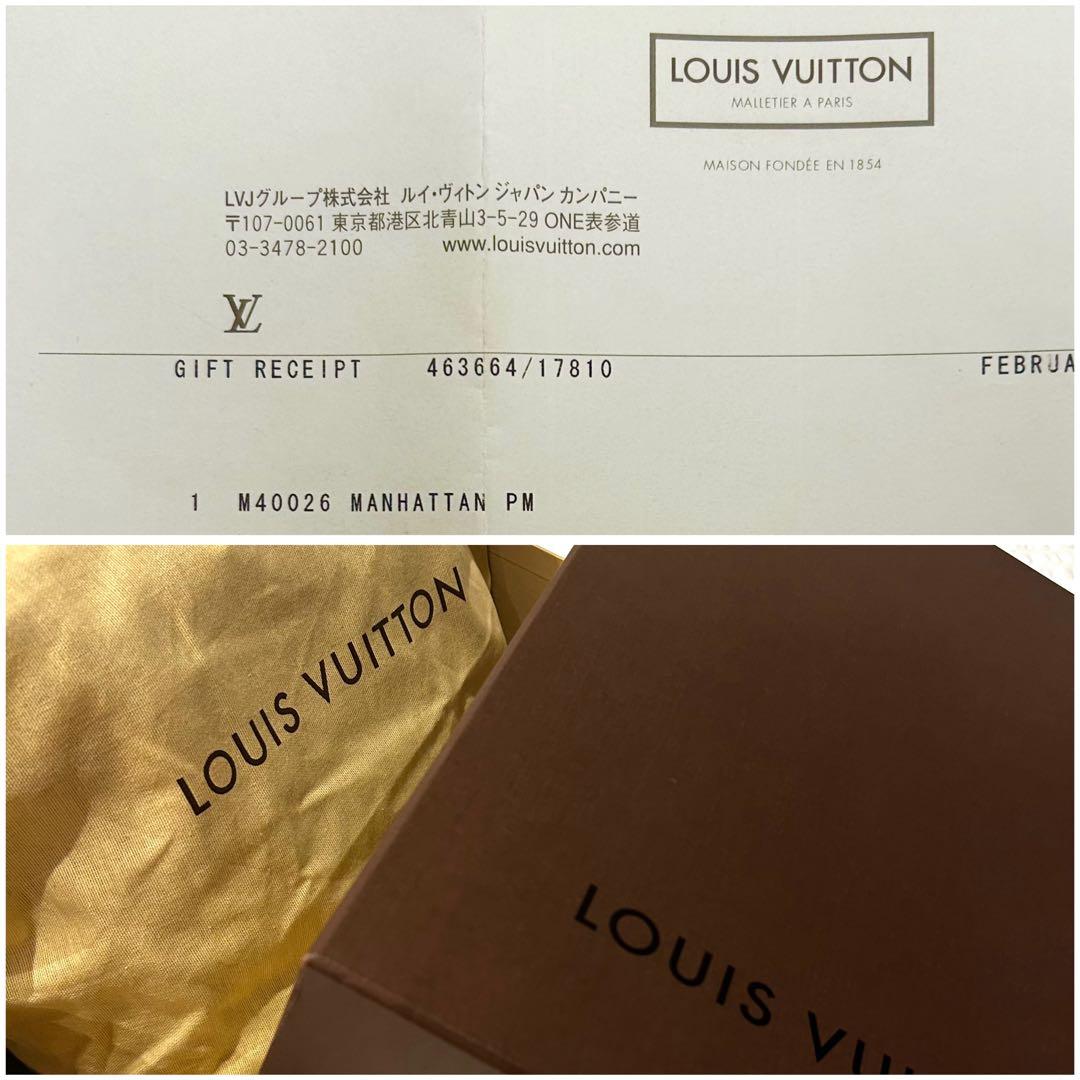 LOUIS VUITTON
MALLETIER A PARIS
MAISON FONDÉE EN 1854
LVJグループ株式会社 ルイ・ヴィトン ジャパン カンパニー
〒107-0061 東京都港区北青山3-5-29 ONE表参道
03-3478-2100 www.louisvuitton.com
LV
GIFT RECEIPT 463664/17810 FEBRUA
1 M40026 MANHATTAN PM
LOUIS VUITTON
LOUIS VU